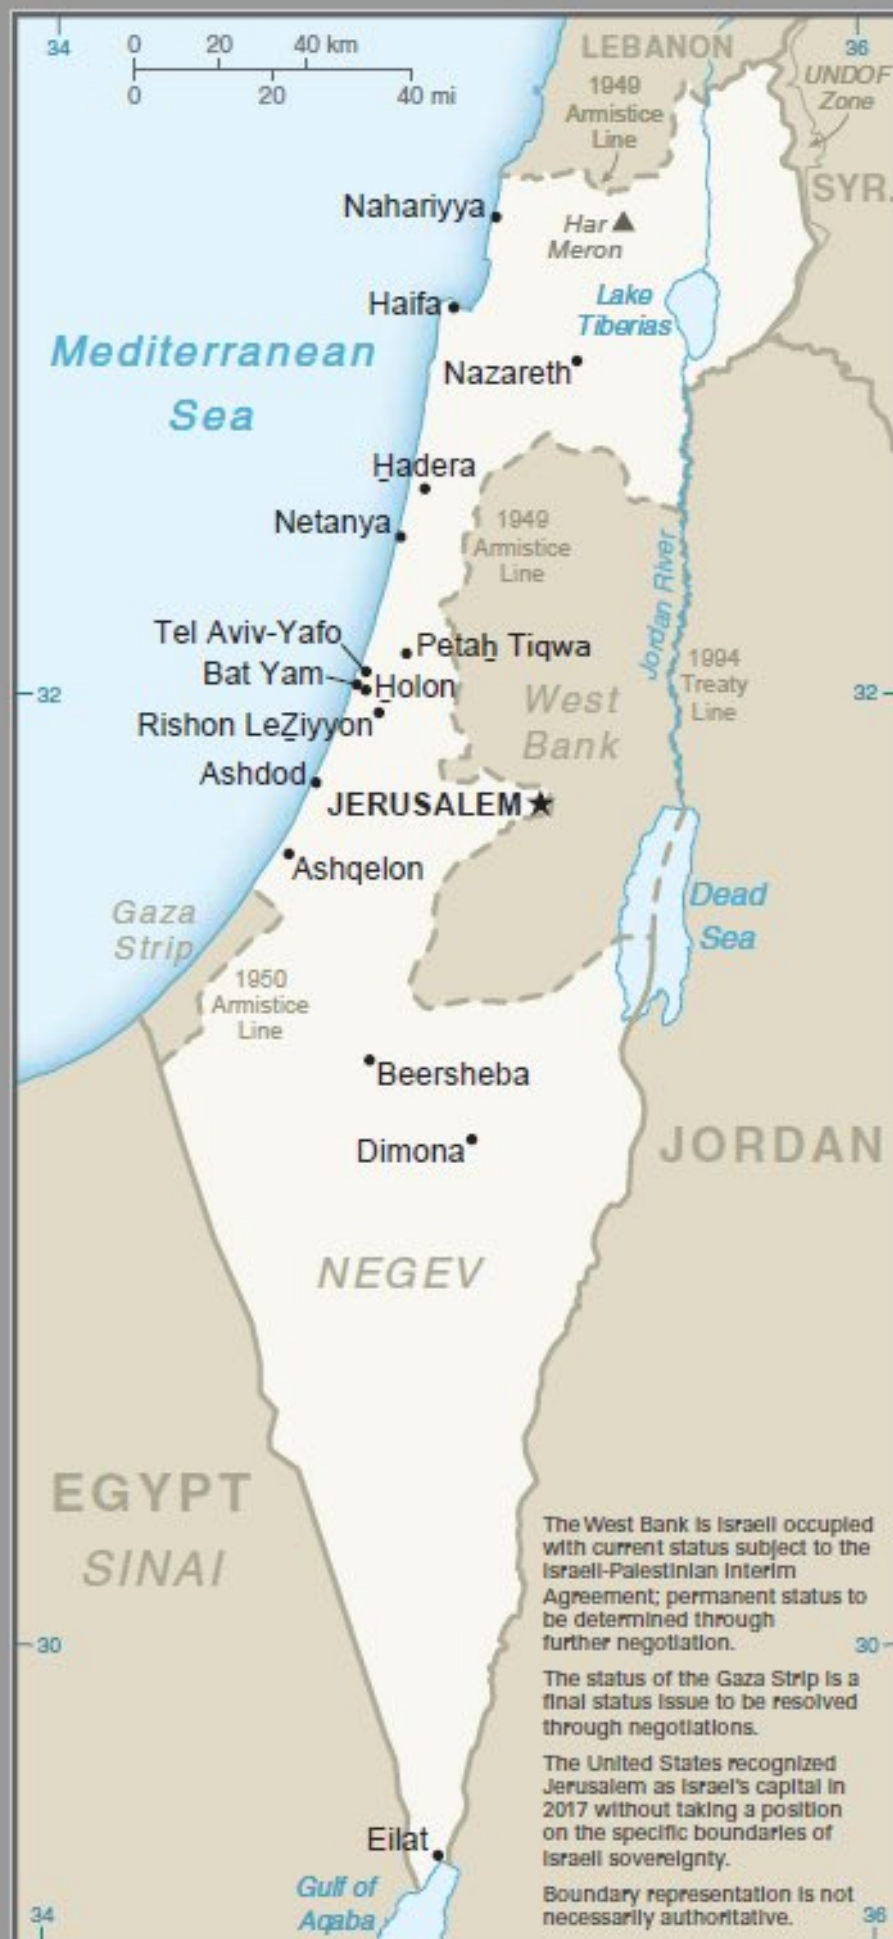 34
0 20 40 km
0 20 40 mi
LEBANON
36
1949
Armistice
Line
UNDOF
Zone
SYR.
Nahariyya
Har
Meron
Haifa
Lake
Tiberias
Mediterranean
Sea
Nazareth
H̱adera
Netanya
1949
Armistice
Line
Jordan River
Tel Aviv-Yafo
Petaẖ Tiqwa
Bat Yam
H̱olon
1994
Treaty
Line
32
32
West
Bank
Rishon LeẔiyyon
Ashdod
JERUSALEM
Ashqelon
Dead
Sea
Gaza
Strip
1950
Armistice
Line
Beersheba
Dimona
JORDAN
NEGEV
EGYPT
SINAI
The West Bank is Israeli occupied
with current status subject to the
Israeli-Palestinian Interim
Agreement; permanent status to
be determined through
further negotiation.
30
30
The status of the Gaza Strip is a
final status issue to be resolved
through negotiations.
The United States recognized
Jerusalem as Israel's capital in
2017 without taking a position
on the specific boundaries of
Israeli sovereignty.
Eilat
Gulf of
Aqaba
Boundary representation is not
necessarily authoritative.
34
36